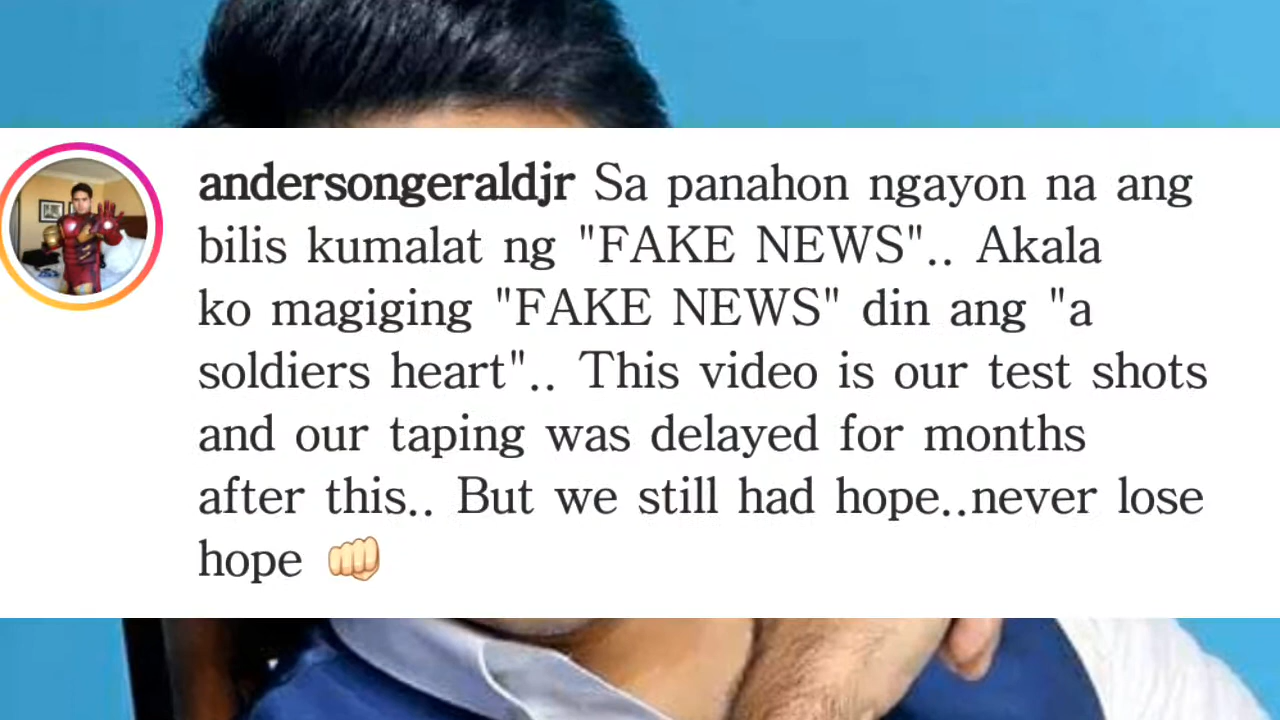 andersongeraldjr Sa panahon ngayon na ang
bilis kumalat ng "FAKE NEWS".. Akala
ko magiging "FAKE NEWS" din ang "a
soldiers heart".. This video is our test shots
and our taping was delayed for months
after this.. But we still had hope..never lose
hope 👊🏻